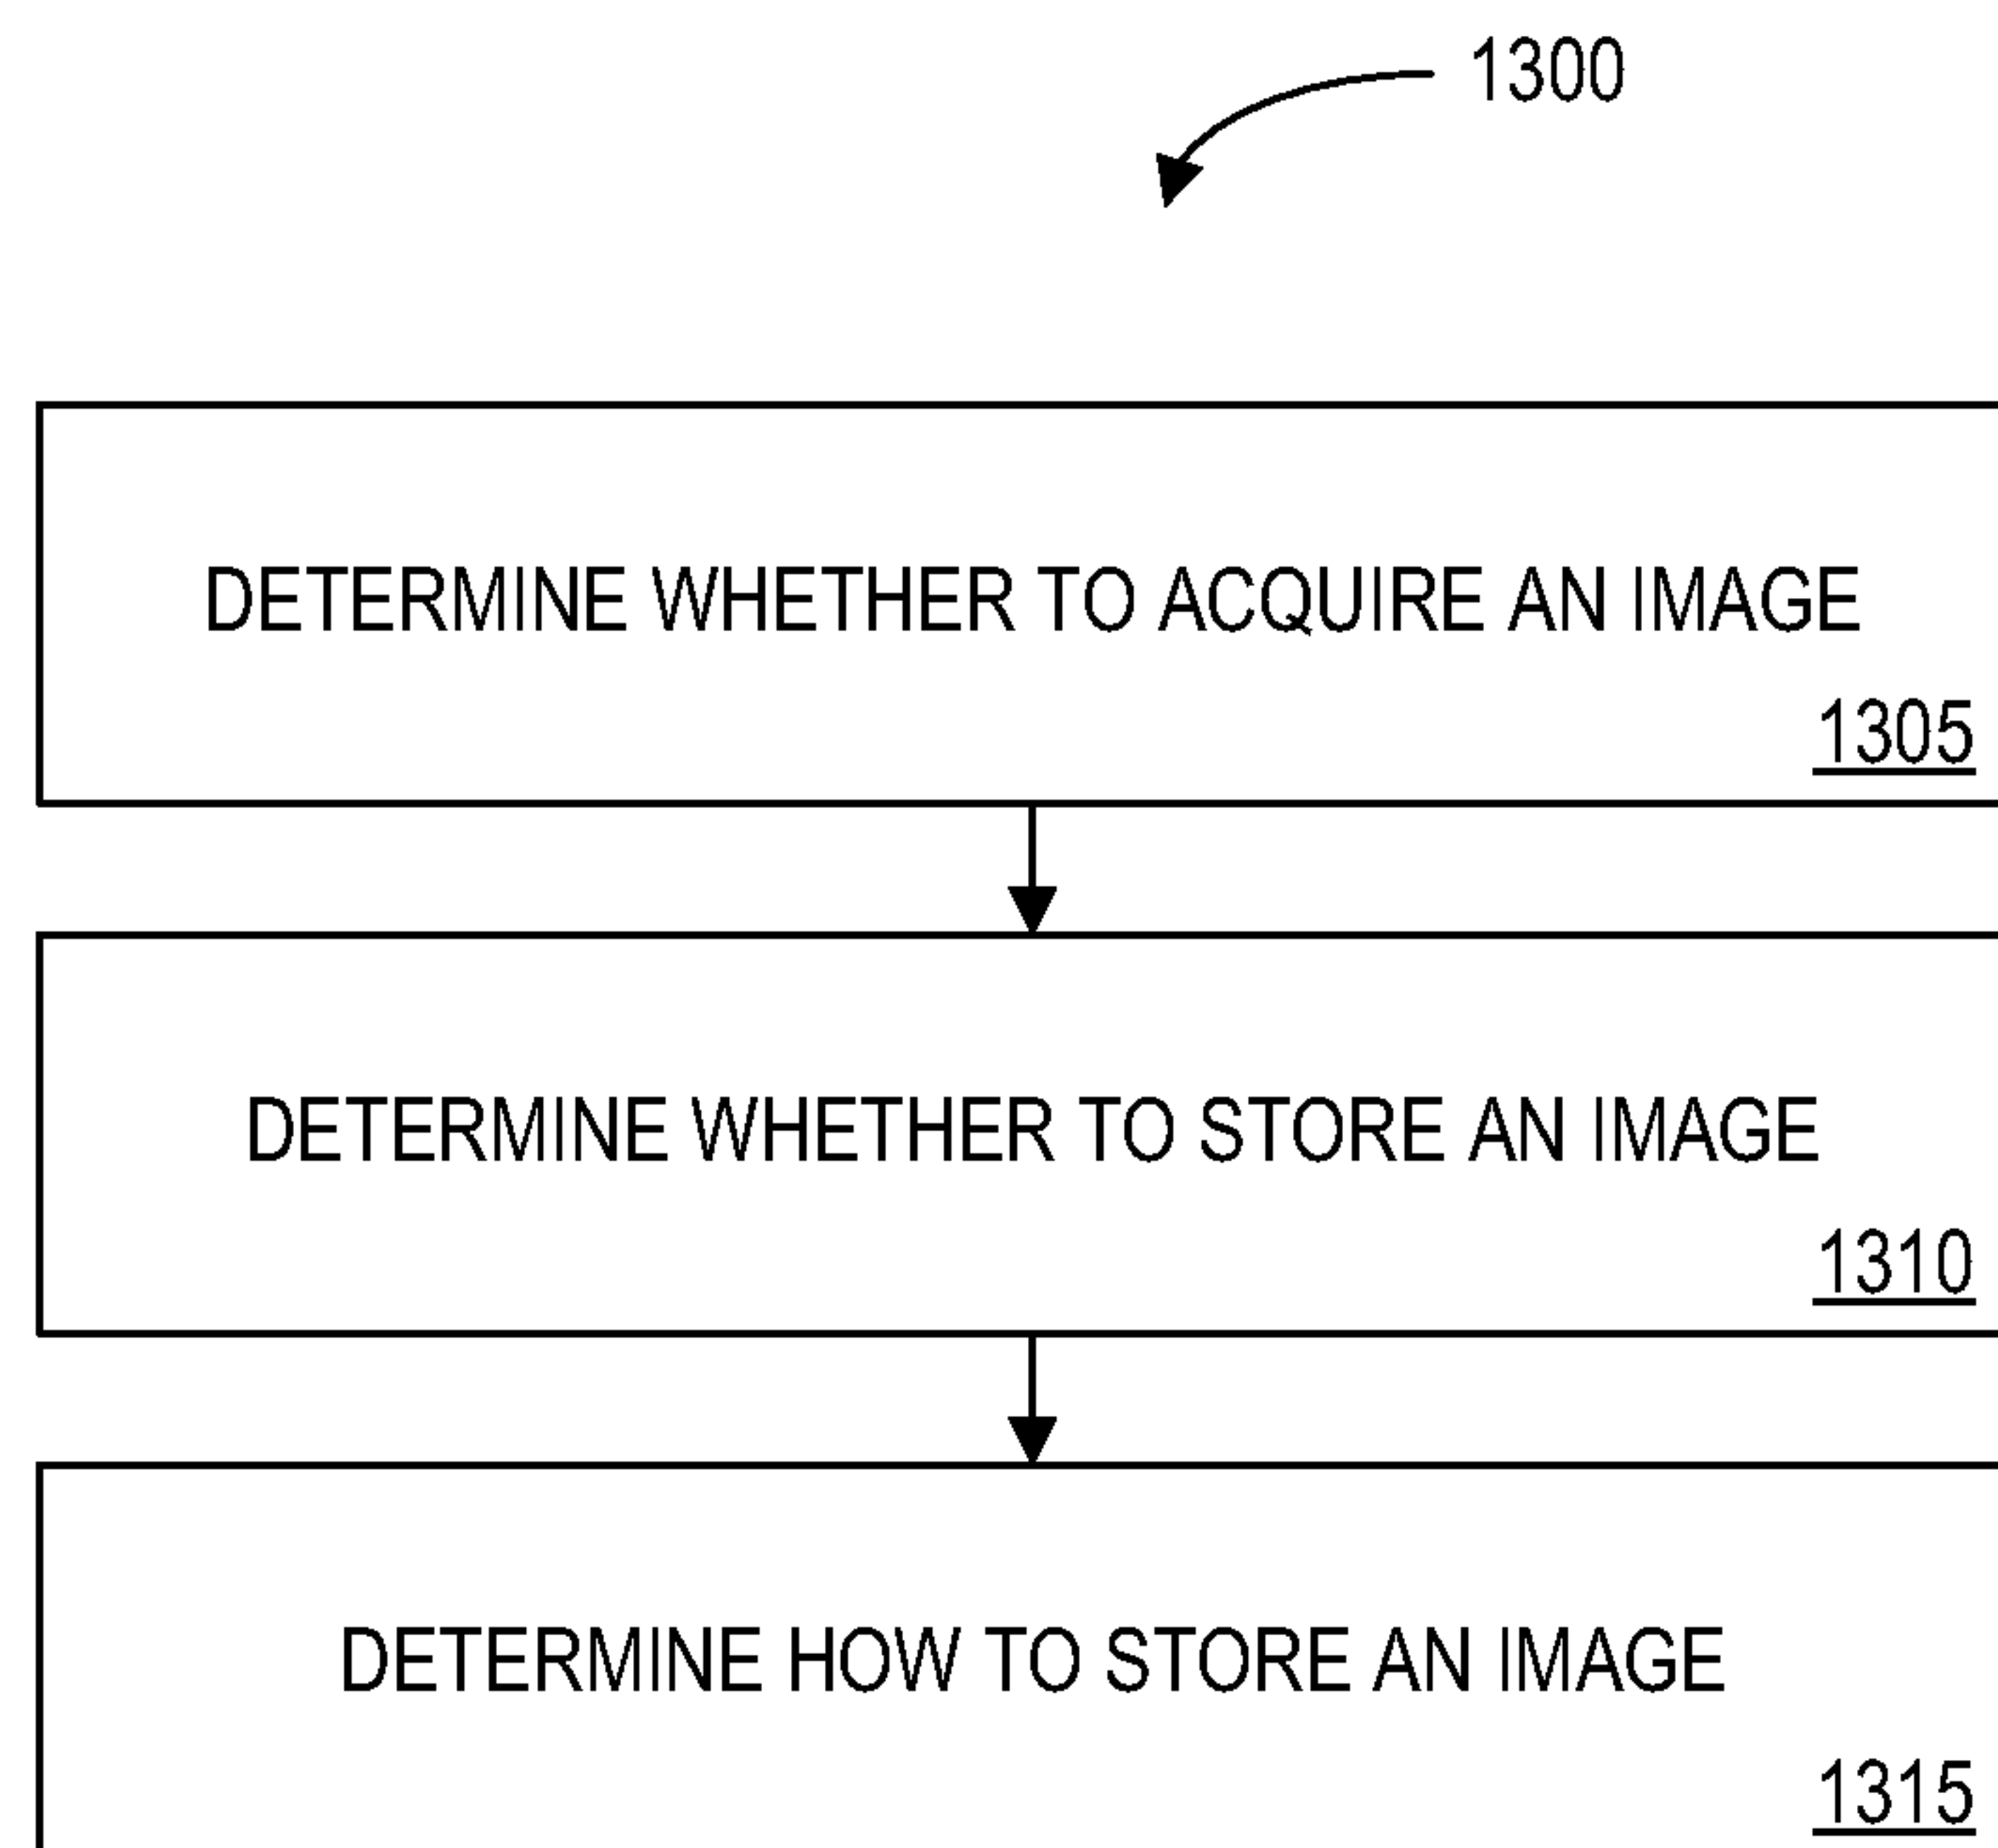 1300
DETERMINE WHETHER TO ACQUIRE AN IMAGE
1305
DETERMINE WHETHER TO STORE AN IMAGE
1310
DETERMINE HOW TO STORE AN IMAGE
1315